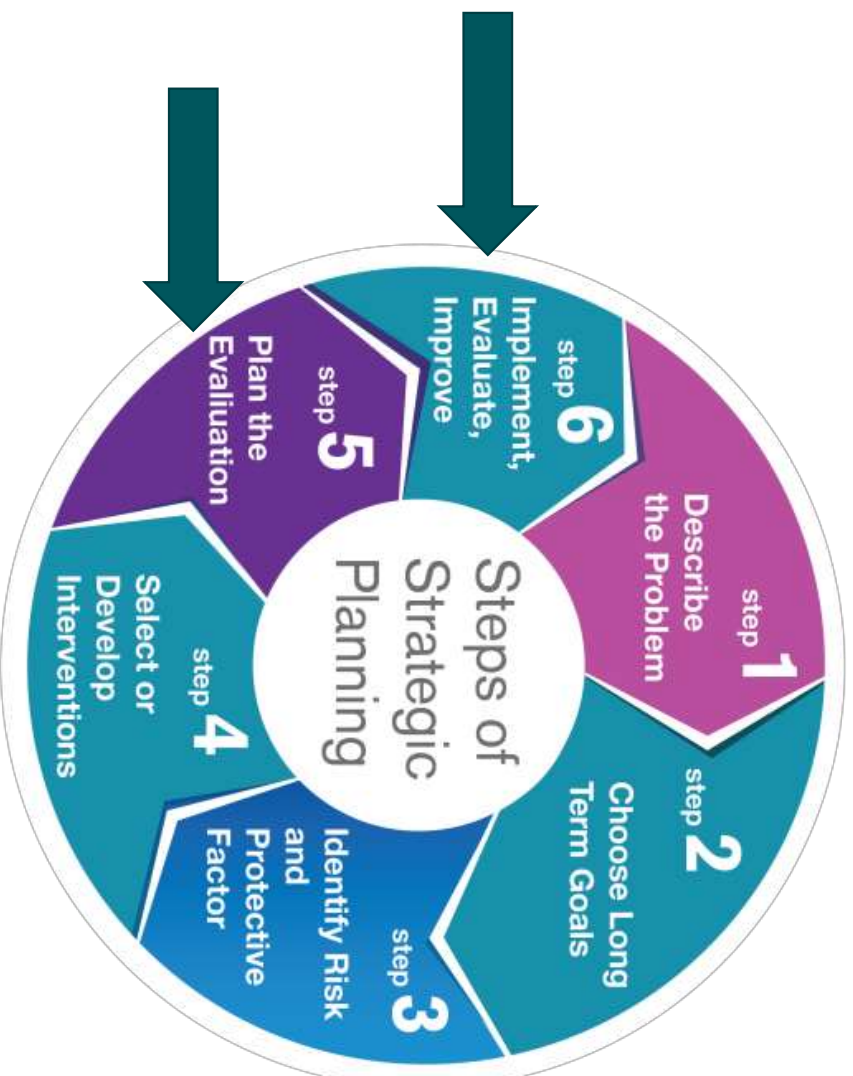 Steps of
Strategic
Planning
step 1
Describe
the Problem
step 2
Choose Long
Term Goals
step 3
Identify Risk
and
Protective
Factor
step 4
Select or
Develop
Interventions
step 5
Plan the
Evaliuation
step 6
Implement,
Evaluate,
Improve